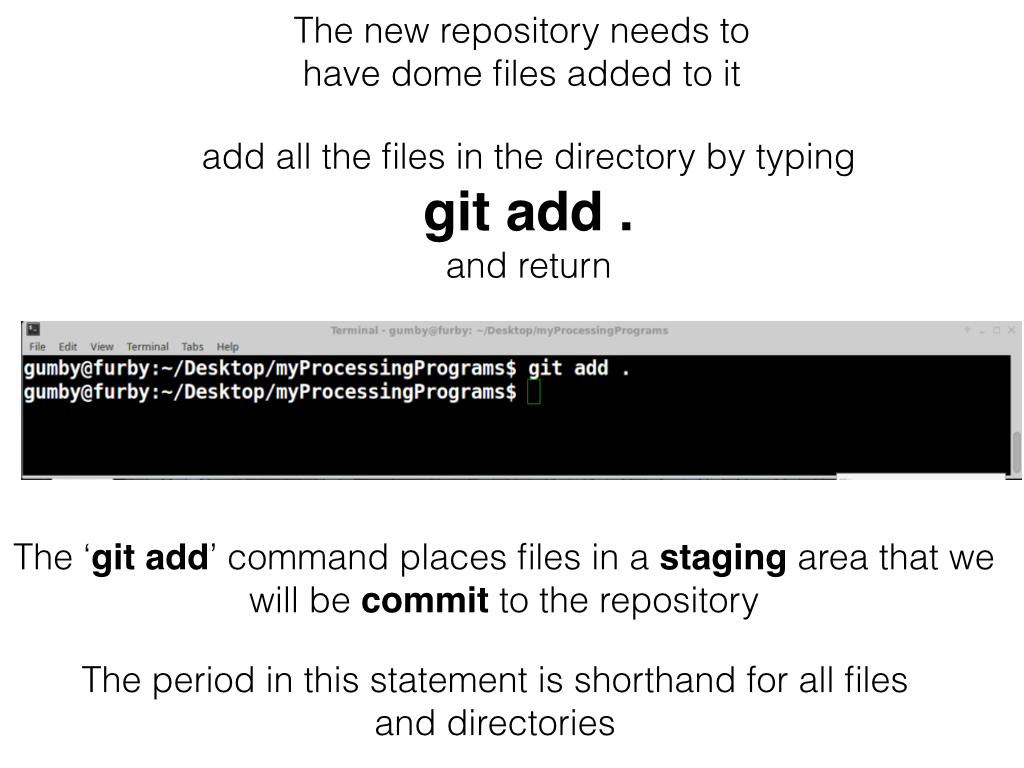 The new repository needs to
have dome files added to it
add all the files in the directory by typing
git add .
and return
Terminal - gumby@furby: ~/Desktop/myProcessingPrograms
File Edit View Terminal Tabs Help
gumby@furby:~/Desktop/myProcessingPrograms$ git add .
gumby@furby:~/Desktop/myProcessingPrograms$
The ‘git add’ command places files in a staging area that we
will be commit to the repository
The period in this statement is shorthand for all files
and directories